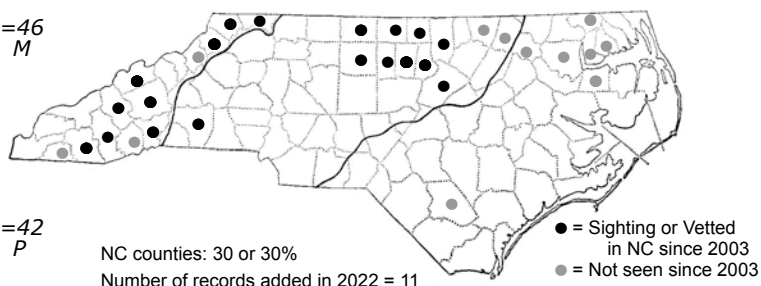 =46
M
=42
P
NC counties: 30 or 30%
Number of records added in 2022 = 11
● = Sighting or Vetted
in NC since 2003
● = Not seen since 2003